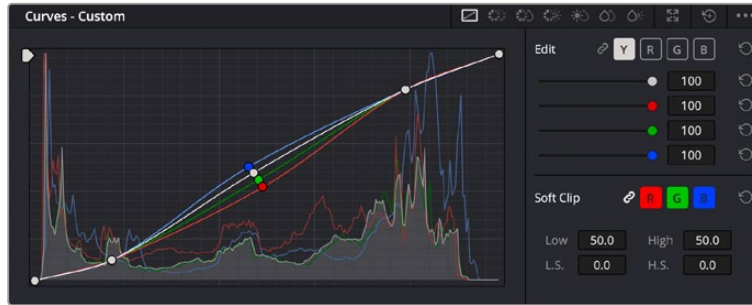 Curves - Custom
Edit Y R G B
100
100
100
100
Soft Clip R G B
Low 50.0 High 50.0
L.S. 0.0 H.S. 0.0